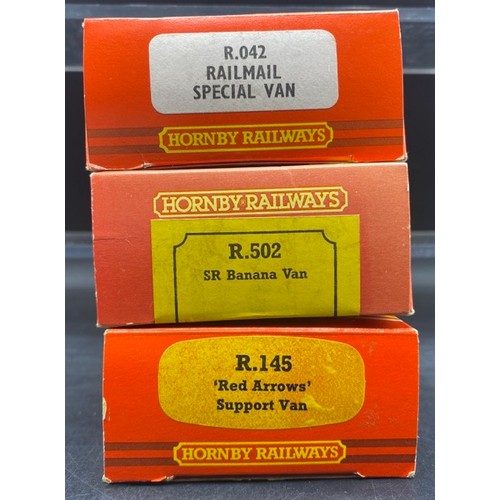 R.042
RAILMAIL
SPECIAL VAN
HORNBY RAILWAYS
HORNBY RAILWAYS
R.502
SR Banana Van
R.145
'Red Arrows'
Support Van
HORNBY RAILWAYS